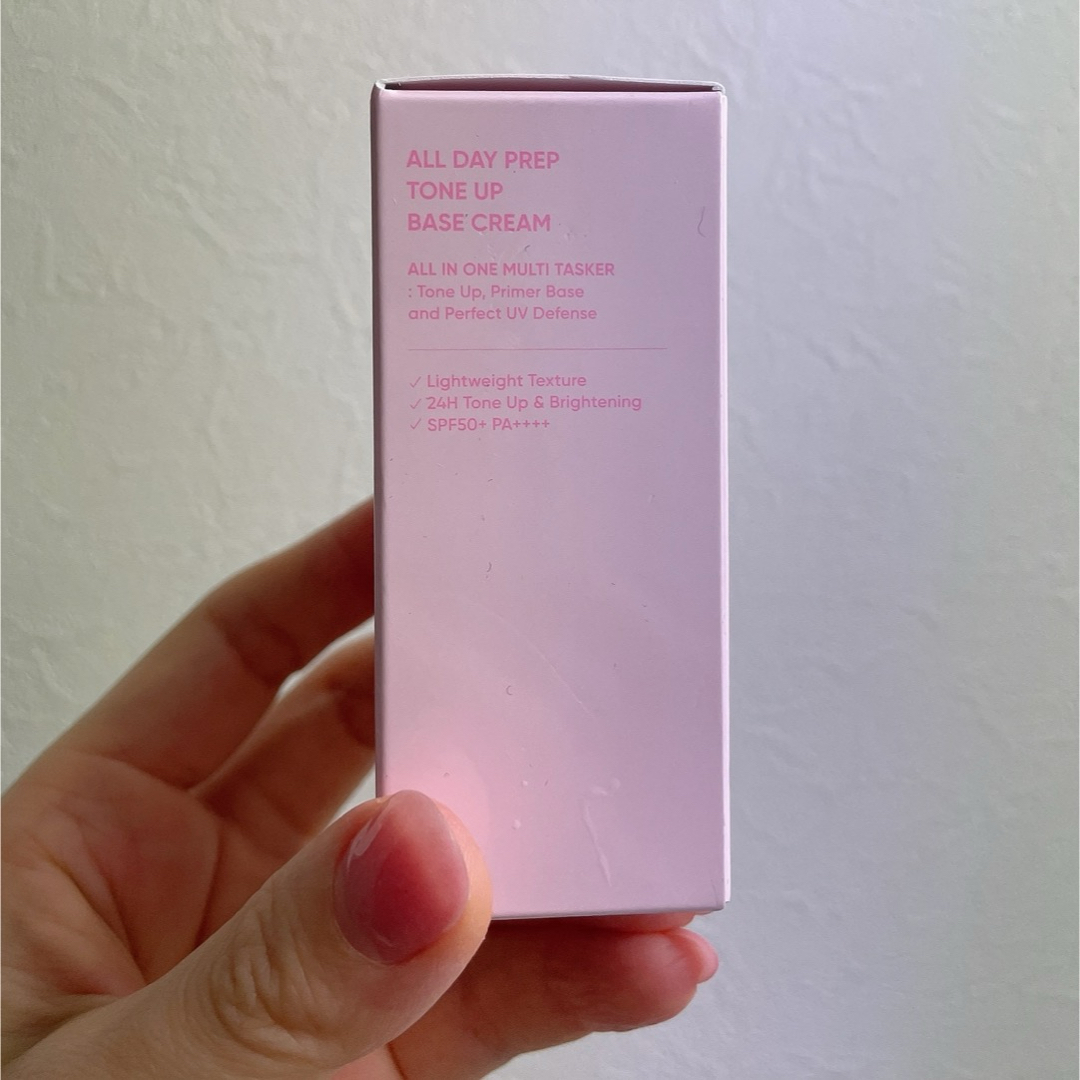 ALL DAY PREP
TONE UP
BASE CREAM
ALL IN ONE MULTI TASKER
: Tone Up, Primer Base
and Perfect UV Defense
✓ Lightweight Texture
✓ 24H Tone Up & Brightening
✓ SPF50+ PA++++